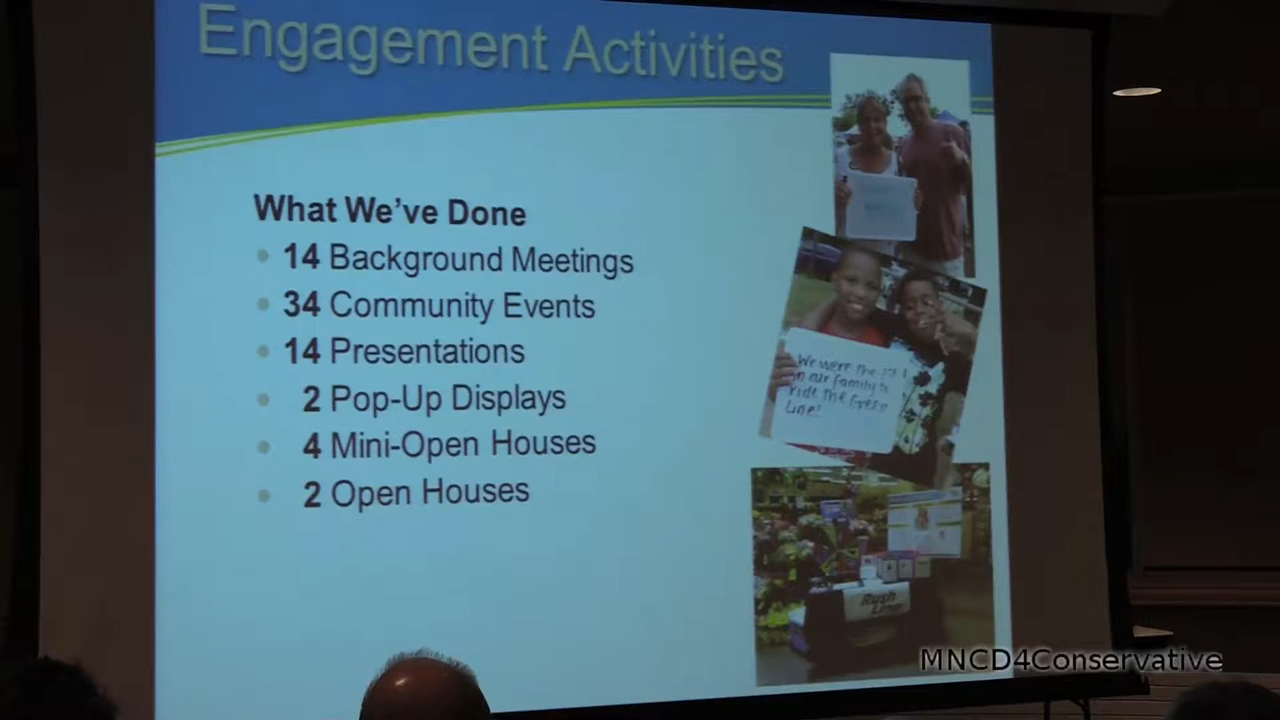 Engagement Activities
What We've Done
• 14 Background Meetings
• 34 Community Events
• 14 Presentations
• 2 Pop-Up Displays
• 4 Mini-Open Houses
• 2 Open Houses
We were the 1st
in our family to
ride the Green
Line!
Rush
Line
MNCD4Conservative